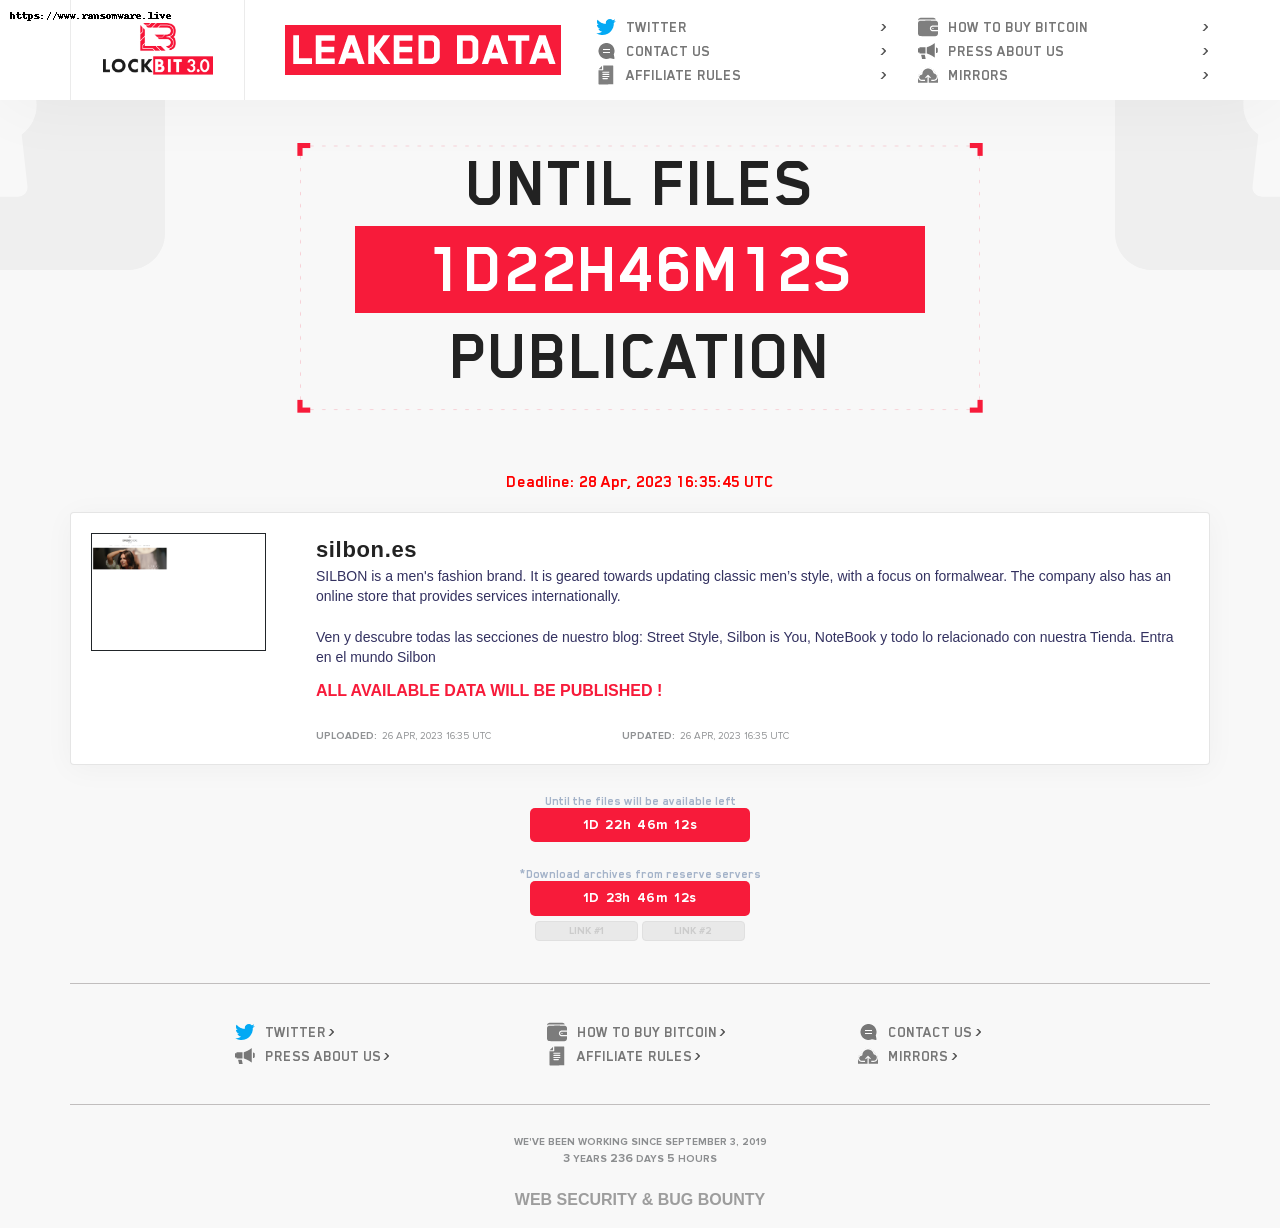 https://www.ransomware.live
LOCKBIT 3.0
LEAKED DATA
TWITTER
CONTACT US
AFFILIATE RULES
HOW TO BUY BITCOIN
PRESS ABOUT US
MIRRORS
UNTIL FILES
1D22H46M12S
PUBLICATION
Deadline: 28 Apr, 2023 16:35:45 UTC
silbon.es
SILBON is a men's fashion brand. It is geared towards updating classic men’s style, with a focus on formalwear. The company also has an
online store that provides services internationally.
Ven y descubre todas las secciones de nuestro blog: Street Style, Silbon is You, NoteBook y todo lo relacionado con nuestra Tienda. Entra
en el mundo Silbon
ALL AVAILABLE DATA WILL BE PUBLISHED !
UPLOADED: 26 APR, 2023 16:35 UTC
UPDATED: 26 APR, 2023 16:35 UTC
Until the files will be available left
1D 22h 46m 12s
*Download archives from reserve servers
1D 23h 46m 12s
LINK #1
LINK #2
TWITTER
HOW TO BUY BITCOIN
CONTACT US
PRESS ABOUT US
AFFILIATE RULES
MIRRORS
WE'VE BEEN WORKING SINCE SEPTEMBER 3, 2019
3 YEARS 236 DAYS 5 HOURS
WEB SECURITY & BUG BOUNTY